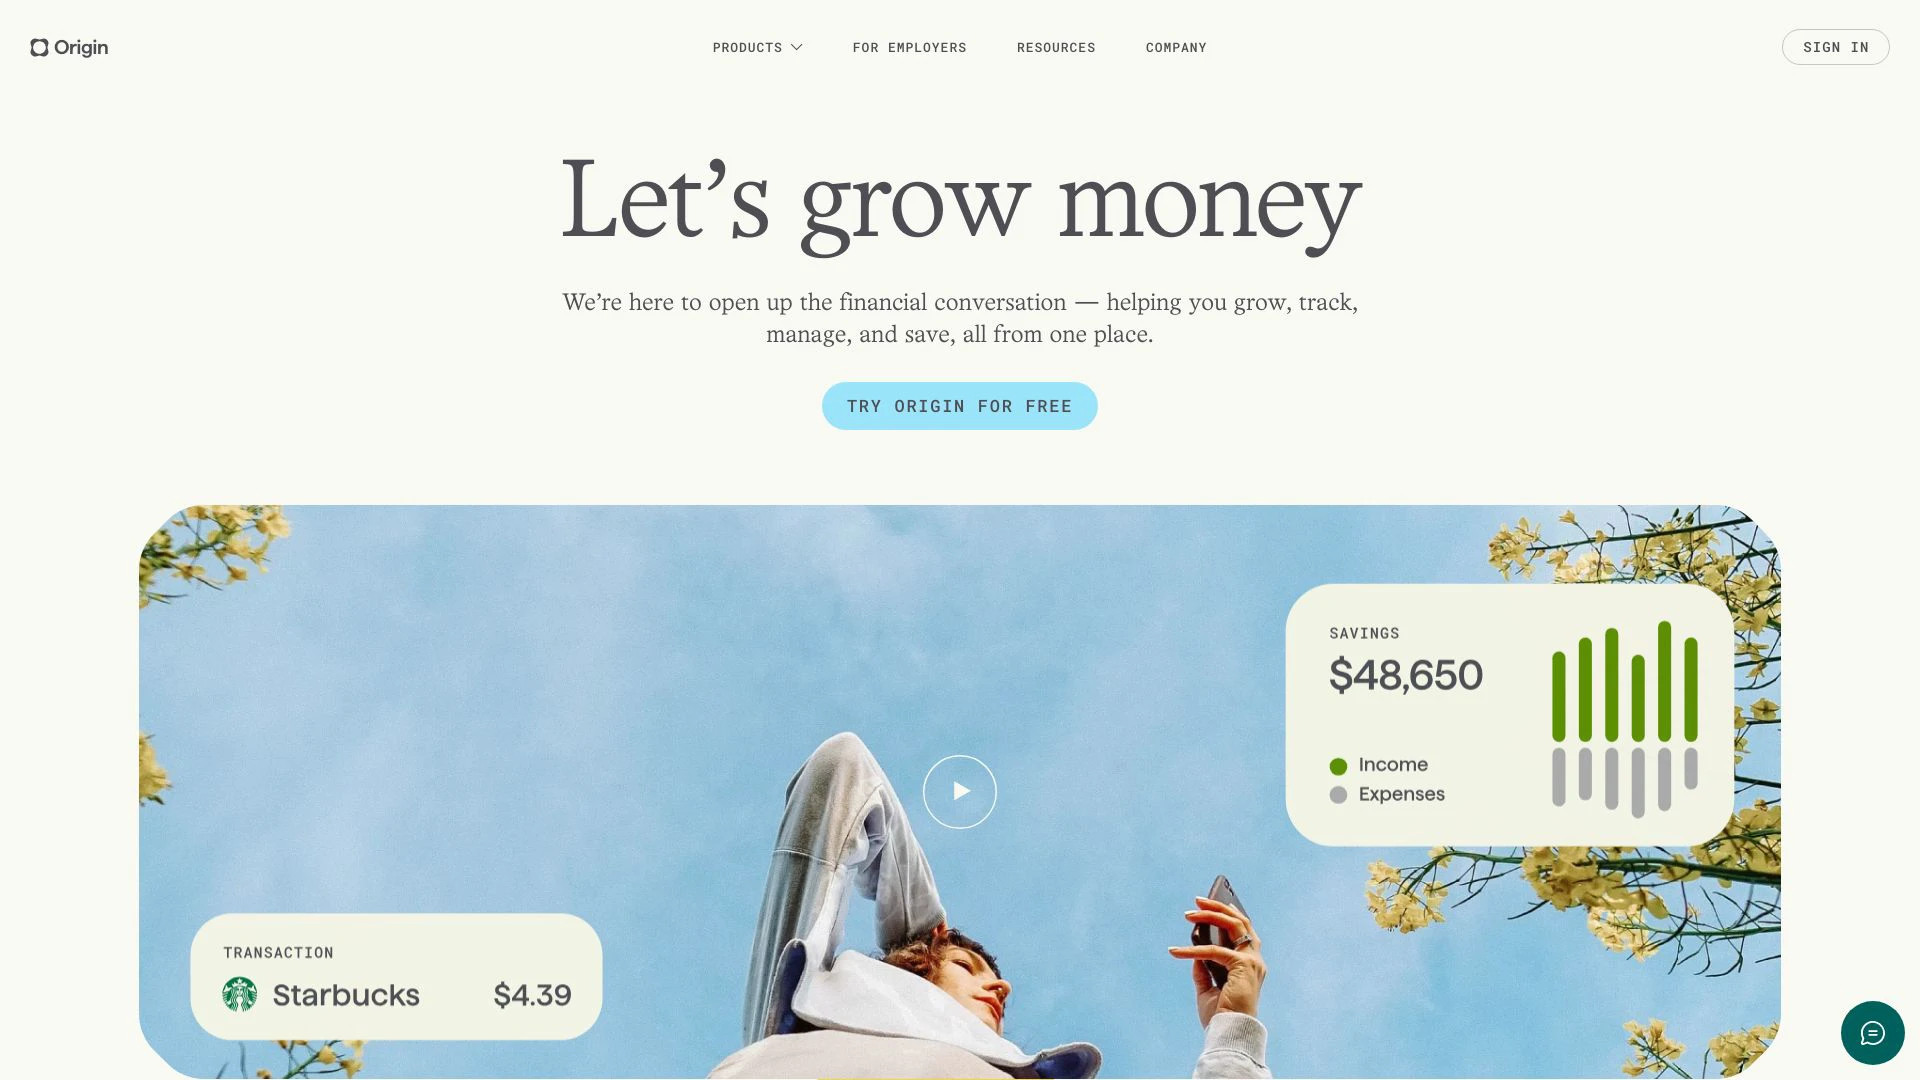 Origin
PRODUCTS
FOR EMPLOYERS
RESOURCES
COMPANY
SIGN IN
Let’s grow money
We’re here to open up the financial conversation — helping you grow, track,
manage, and save, all from one place.
TRY ORIGIN FOR FREE
SAVINGS
$48,650
Income
Expenses
TRANSACTION
Starbucks $4.39